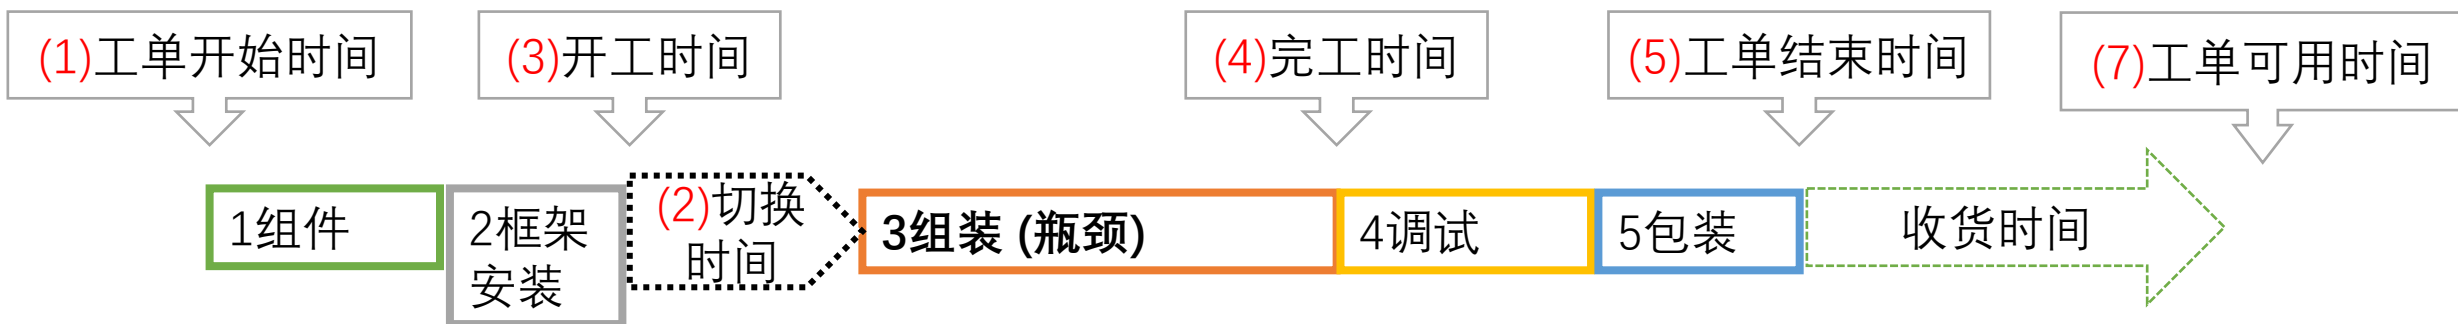 (1)工单开始时间
(3)开工时间
(4)完工时间
(5)工单结束时间
(7)工单可用时间
1组件
2框架
安装
(2)切换
时间
3组装 (瓶颈)
4调试
5包装
收货时间